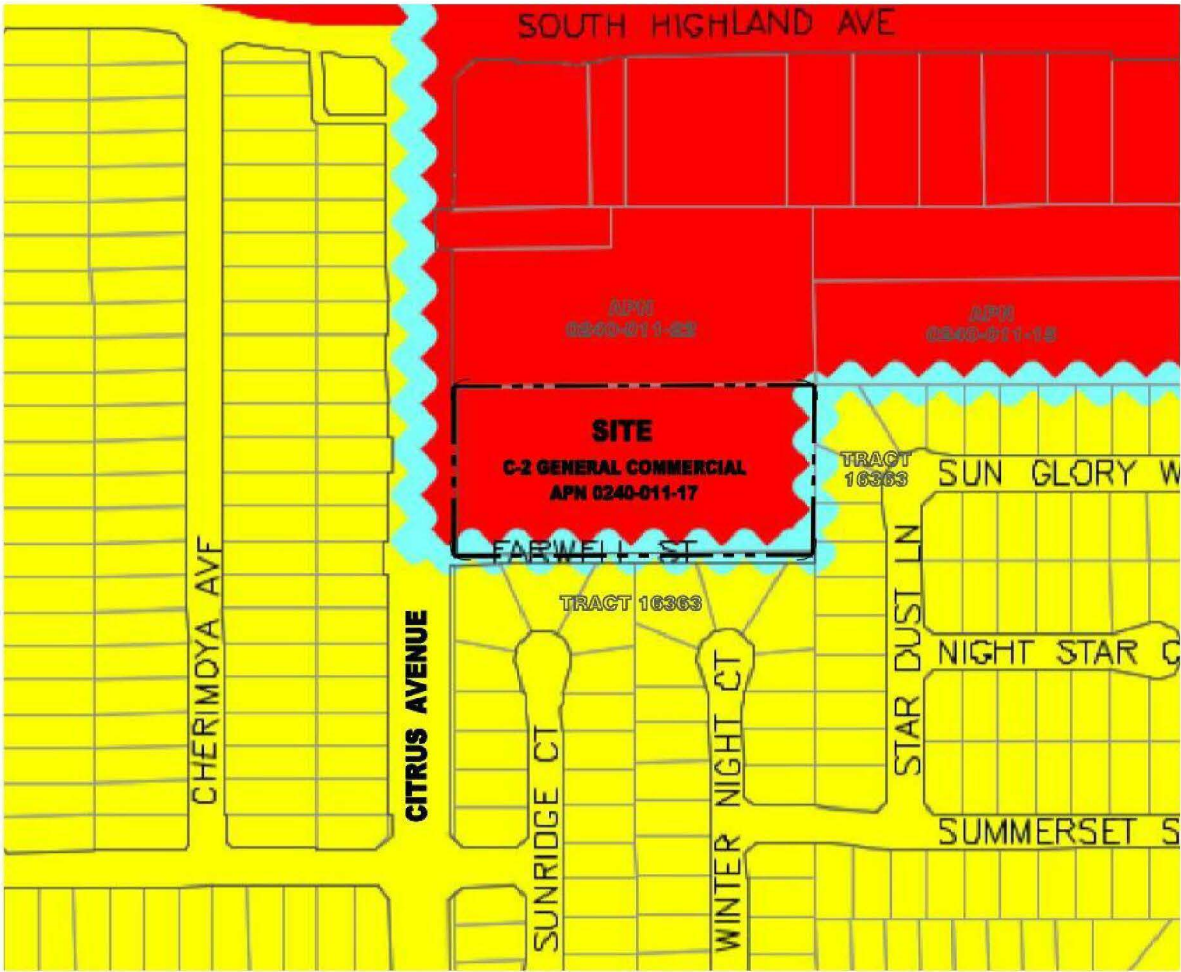 SOUTH HIGHLAND AVE
APN
0240-011-22
APN
0240-011-15
SITE
C-2 GENERAL COMMERCIAL
APN 0240-011-17
TRACT
16363
SUN GLORY W
FARWELL ST
TRACT 16363
CHERIMOYA AVE
CITRUS AVENUE
SUNRIDGE CT
WINTER NIGHT CT
STAR DUST LN
NIGHT STAR C
SUMMERSET S